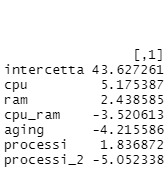 [,1]
intercetta 43.627261
cpu 5.175387
ram 2.438585
cpu_ram -3.520613
aging -4.215586
processi 1.836872
processi_2 -5.052338